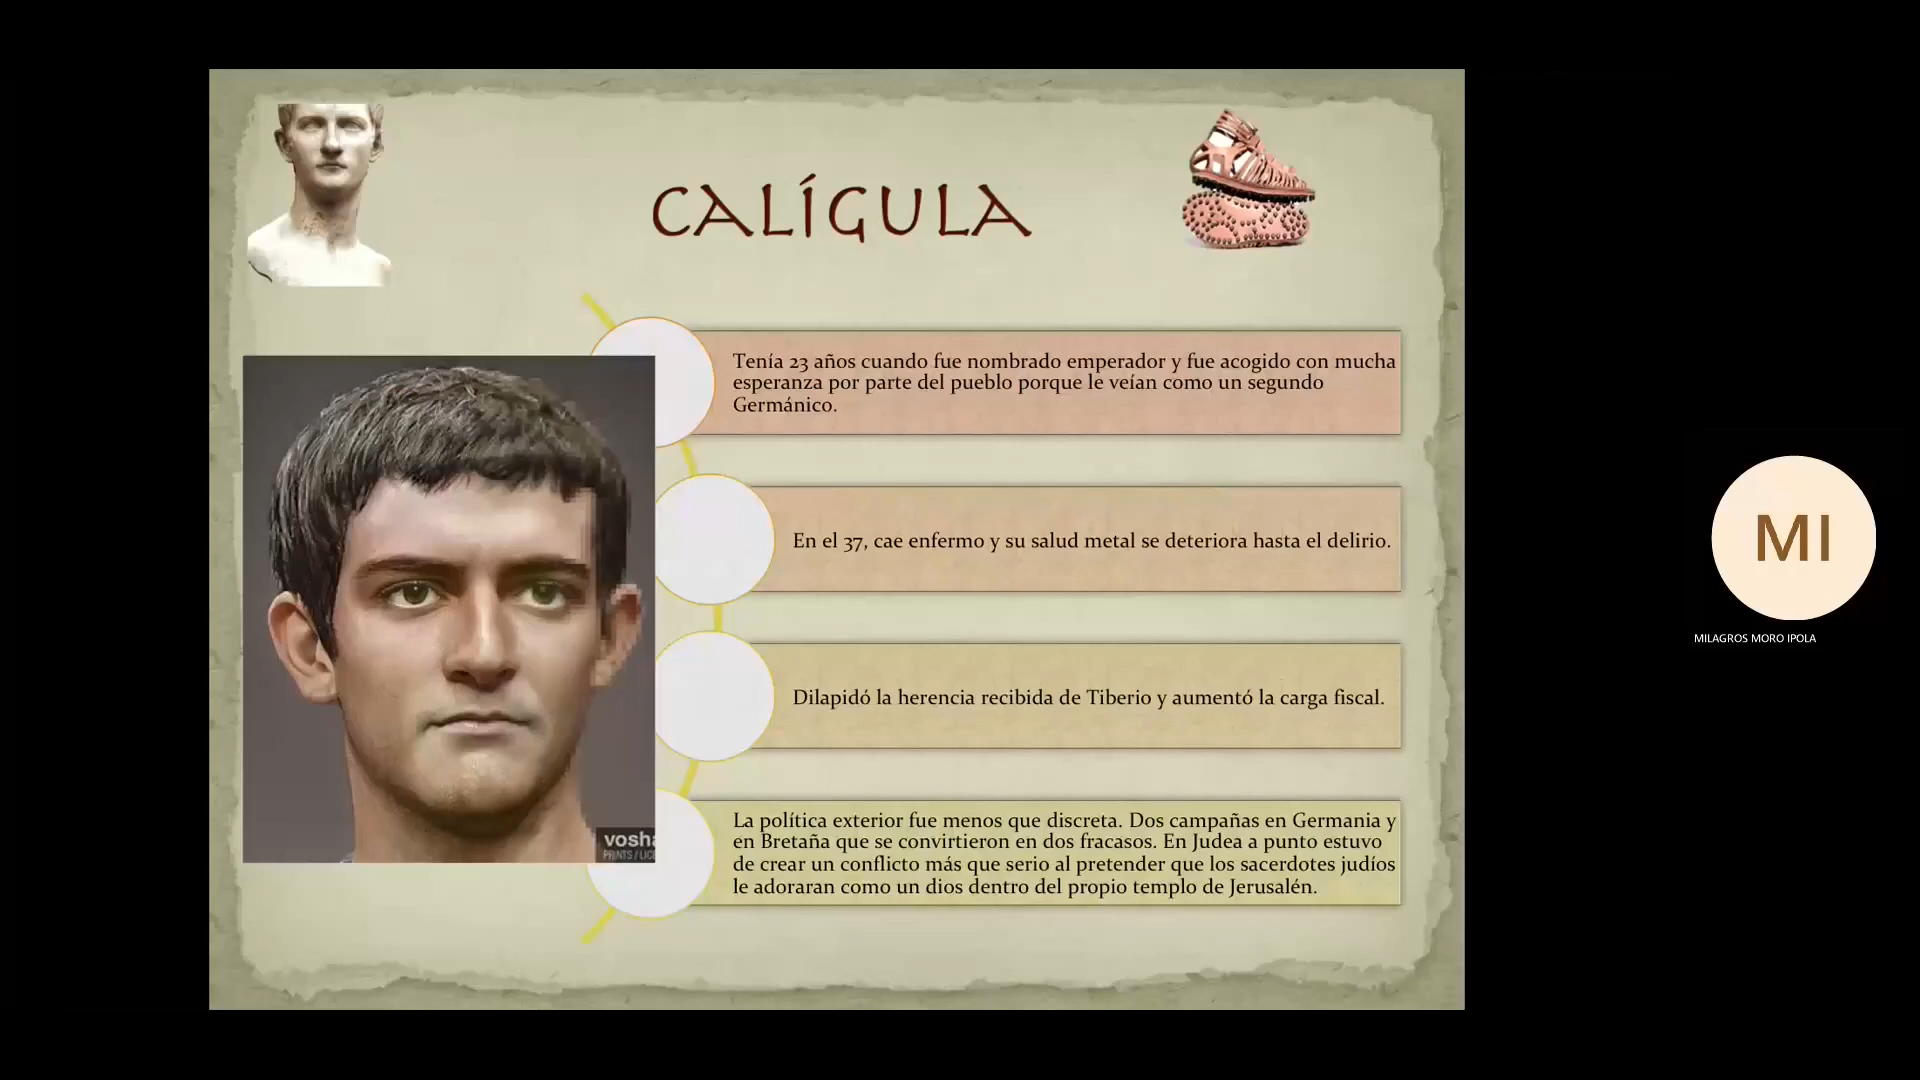 CALÍGULA
Tenía 23 años cuando fue nombrado emperador y fue acogido con mucha
esperanza por parte del pueblo porque le veían como un segundo
Germánico.
En el 37, cae enfermo y su salud metal se deteriora hasta el delirio.
Dilapidó la herencia recibida de Tiberio y aumentó la carga fiscal.
La política exterior fue menos que discreta. Dos campañas en Germania y
en Bretaña que se convirtieron en dos fracasos. En Judea a punto estuvo
de crear un conflicto más que serio al pretender que los sacerdotes judíos
le adoraran como un dios dentro del propio templo de Jerusalén.
vosha
PRINTS / LICE
MI
MILAGROS MORO IPOLA